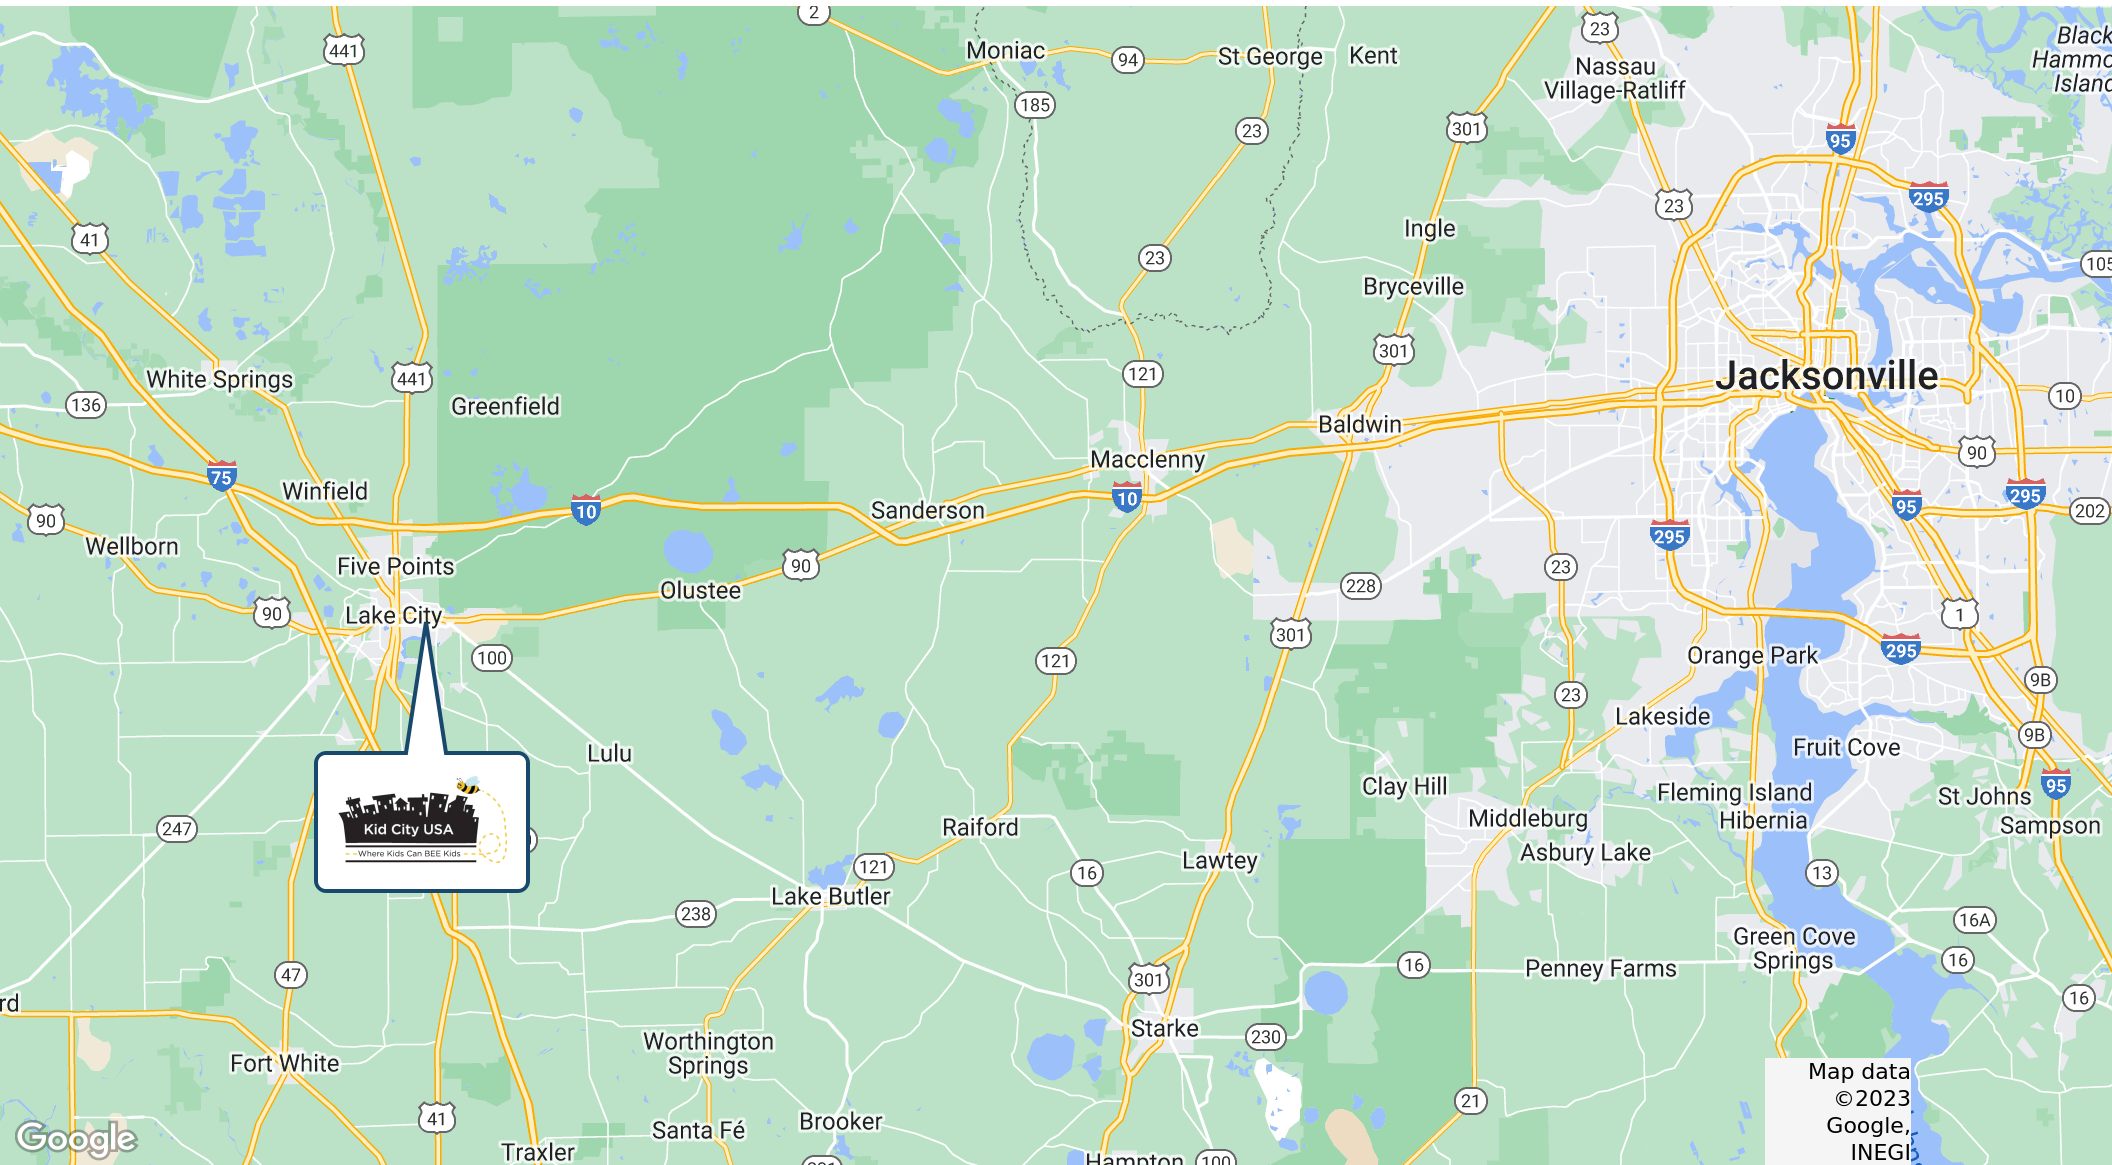 2
441
Moniac
94
St George
Kent
23
Nassau
Village-Ratliff
Black
Hammo
Island
185
23
301
95
295
23
41
Ingle
23
105
Bryceville
301
White Springs
441
121
Jacksonville
136
Greenfield
10
Baldwin
90
Macclenny
75
Winfield
10
10
Sanderson
295
95
202
90
Wellborn
295
Five Points
90
23
Olustee
228
90
Lake City
1
301
100
121
295
Orange Park
9B
23
Lakeside
9B
Lulu
Fruit Cove
Clay Hill
95
Fleming Island
St Johns
Hibernia
Middleburg
Sampson
247
Kid City USA
Raiford
Where Kids Can BEE Kids
Asbury Lake
Lawtey
121
16
13
Lake Butler
238
16A
Green Cove
Springs
16
16
Penney Farms
47
301
16
rd
Starke
230
Worthington
Springs
Fort White
Map data
©2023
Google,
INEGI
21
41
Brooker
Santa Fé
Google
Traxler
Hampton
100